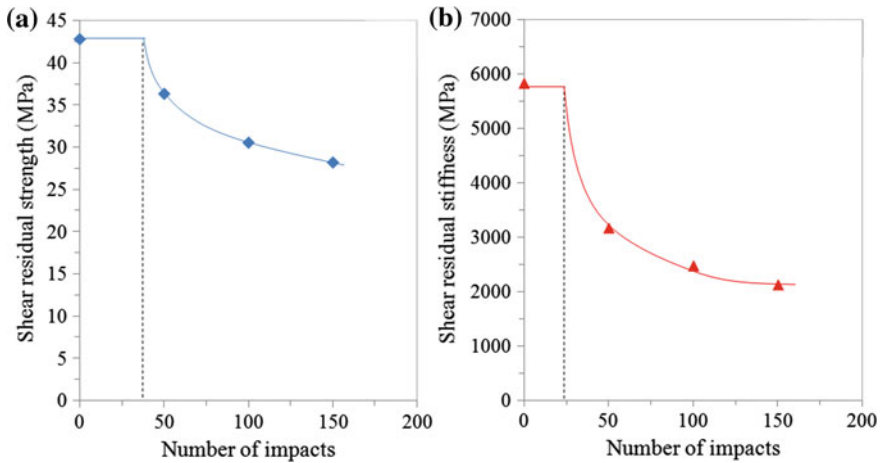 (a)
45
40
35
30
25
20
15
10
5
0
Shear residual strength (MPa)
0 50 100 150 200
Number of impacts
(b)
7000
6000
5000
4000
3000
2000
1000
0
Shear residual stiffness (MPa)
0 50 100 150 200
Number of impacts